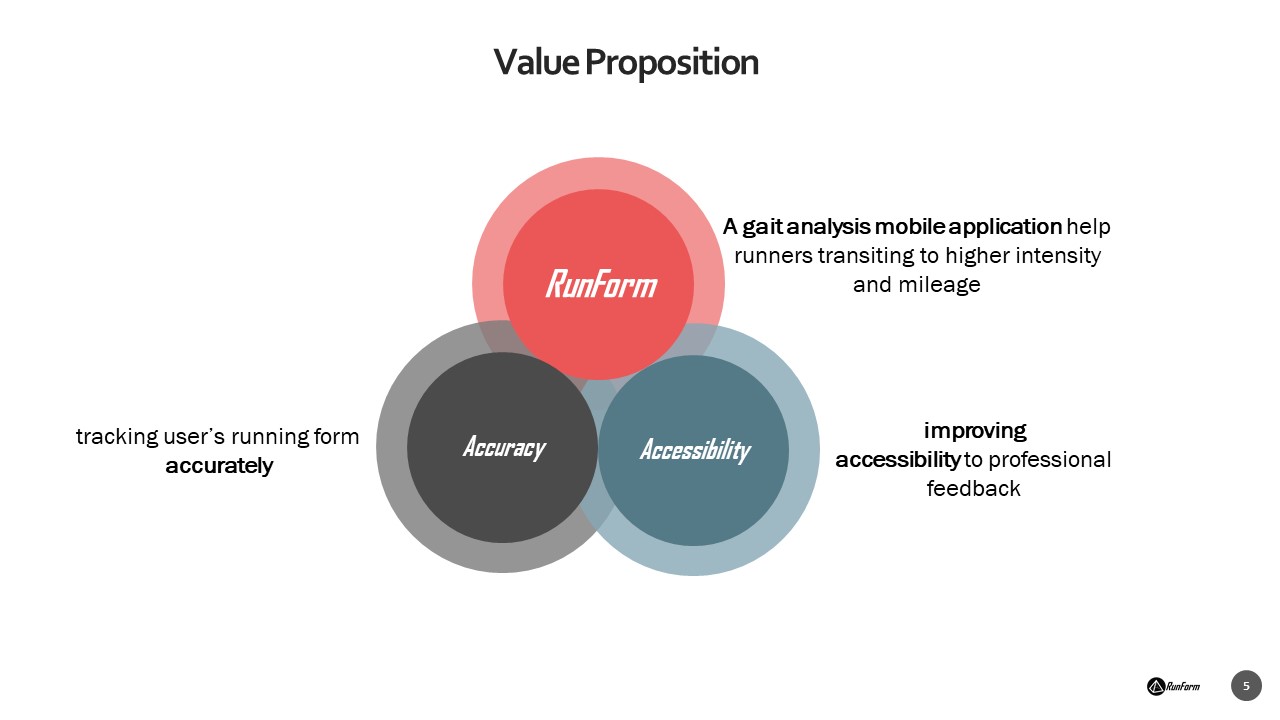 Value Proposition
RunForm
A gait analysis mobile application help
runners transiting to higher intensity
and mileage
Accuracy
tracking user’s running form
accurately
Accessibility
improving
accessibility to professional
feedback
RunForm
5